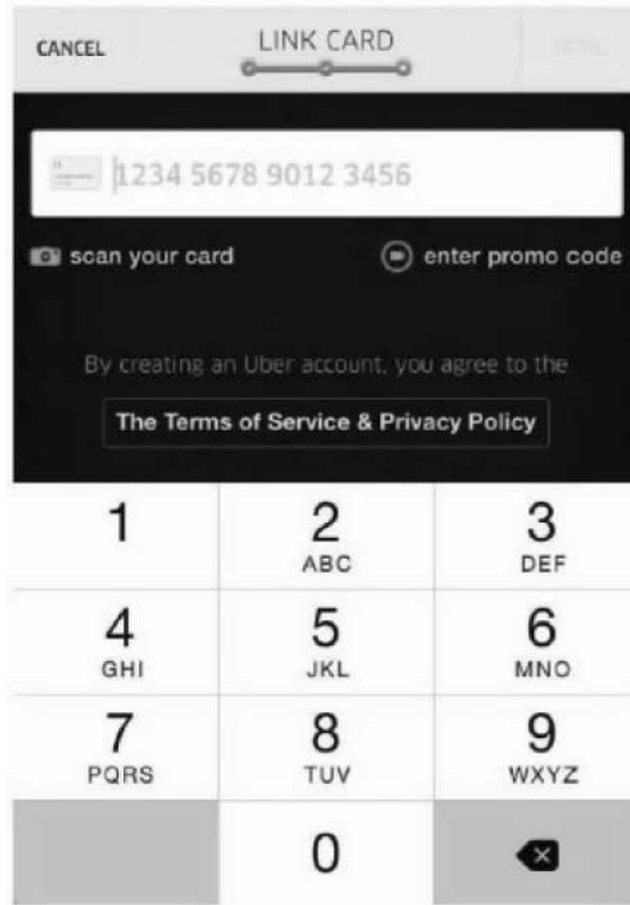 CANCEL
LINK CARD
DONE
1234 5678 9012 3456
scan your card
enter promo code
By creating an Uber account, you agree to the
The Terms of Service & Privacy Policy
1
2
3
ABC
DEF
4
5
6
GHI
JKL
MNO
7
8
9
PQRS
TUV
WXYZ
0